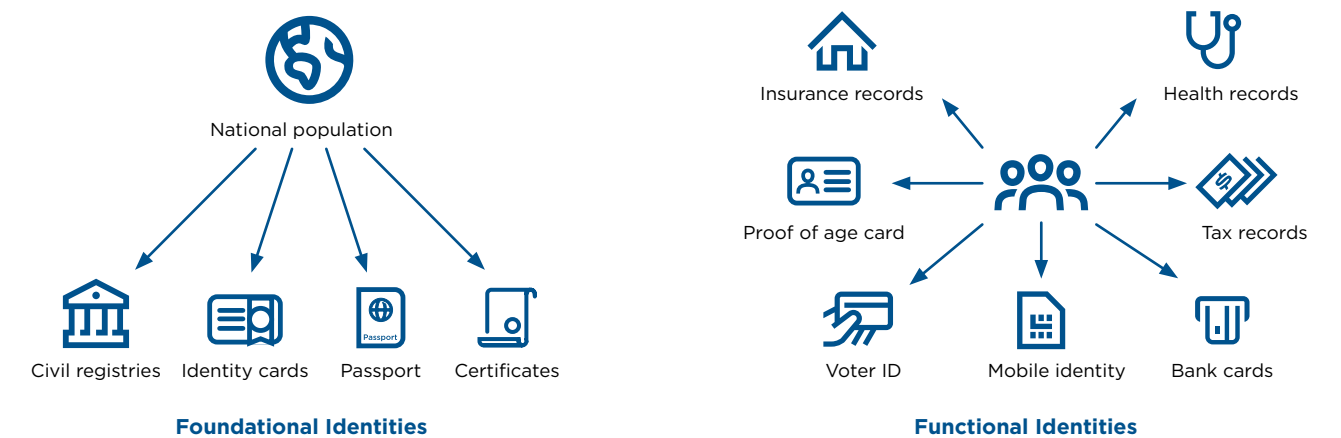 National population
Civil registries
Identity cards
Passport
Passport
Certificates
Foundational Identities
Insurance records
Health records
Proof of age card
$
Tax records
Voter ID
Mobile identity
Bank cards
Functional Identities